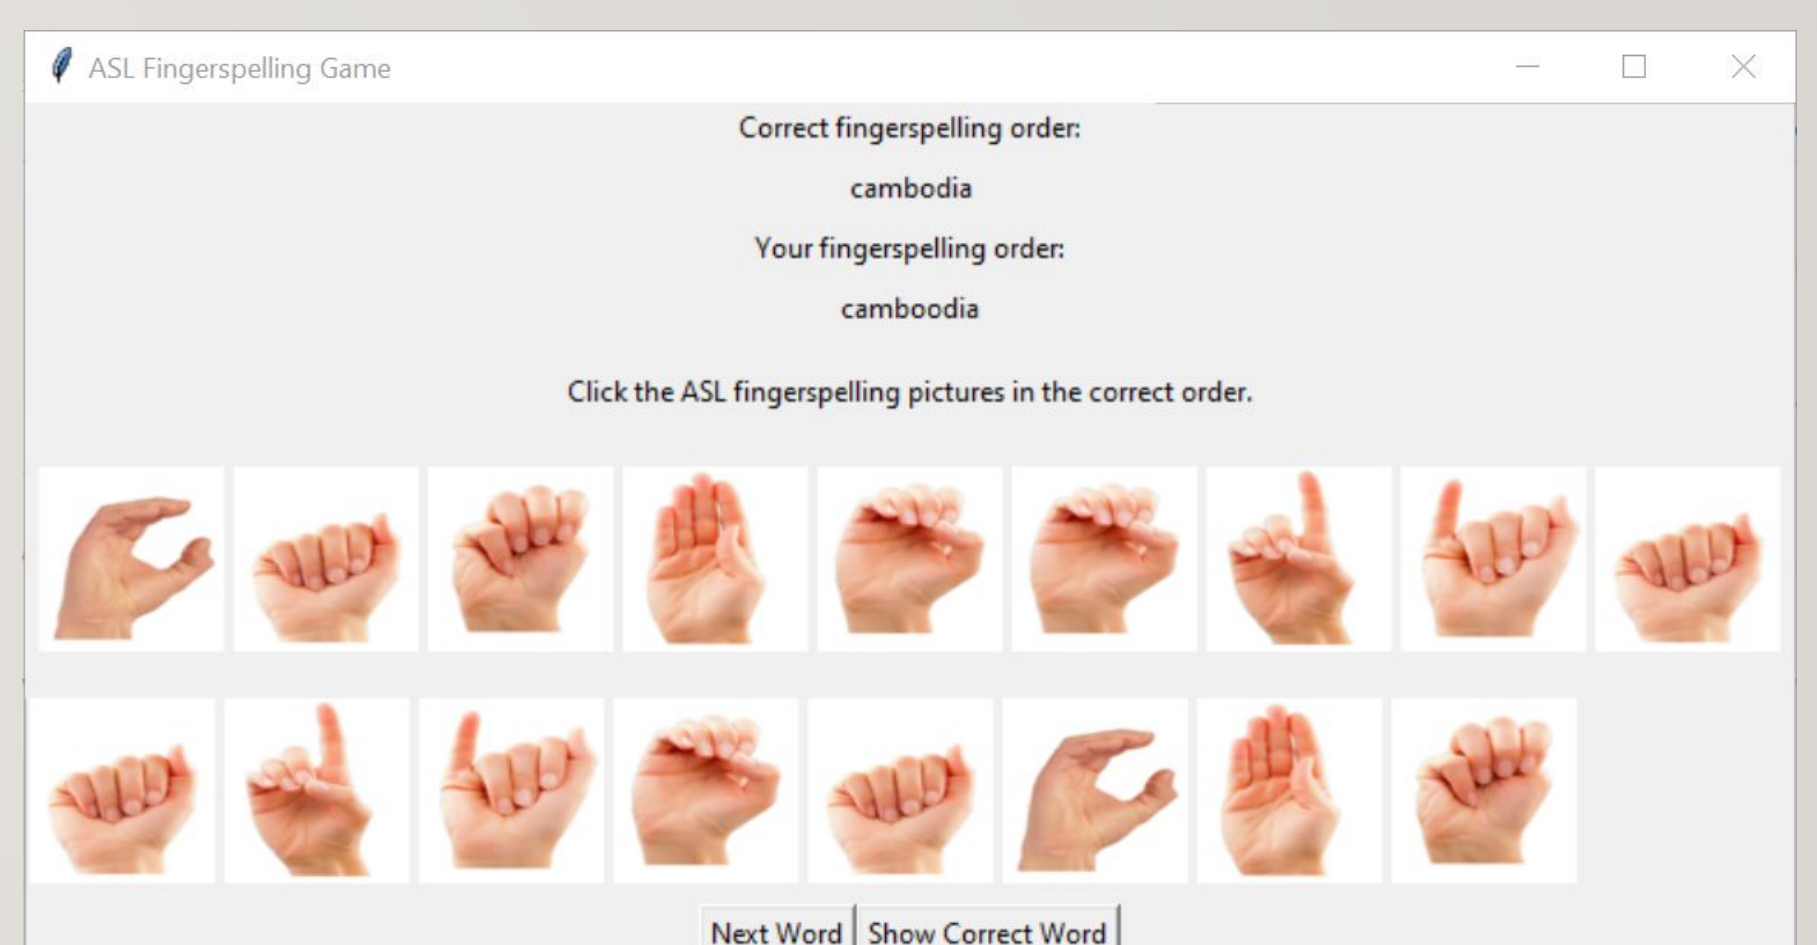 ASL Fingerspelling Game
Correct fingerspelling order:
cambodia
Your fingerspelling order:
camboodia
Click the ASL fingerspelling pictures in the correct order.
Next Word Show Correct Word